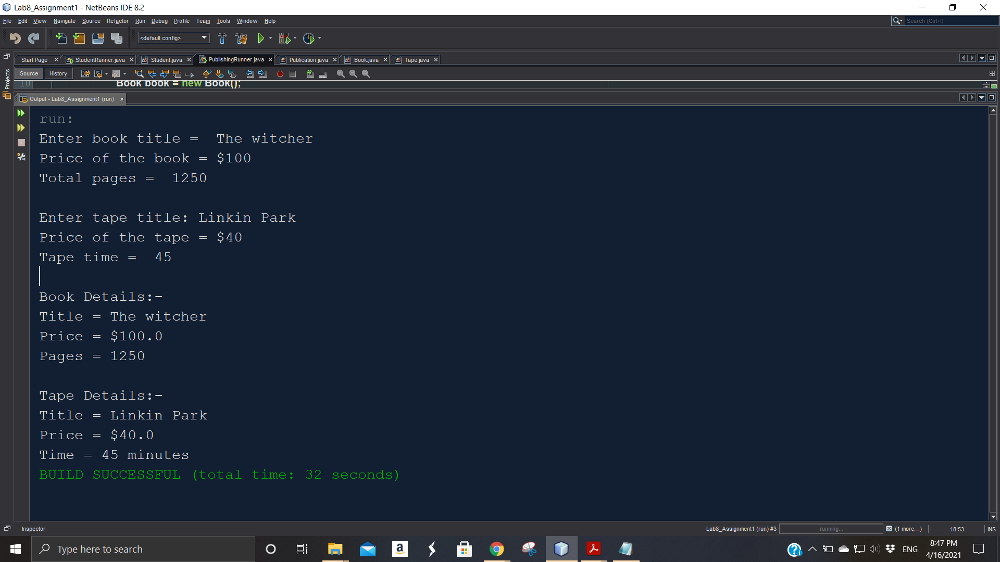 Lab8_Assignment1 - NetBeans IDE 8.2
File Edit View Navigate Source Refactor Run Debug Profile Team Tools Window Help
Search (Ctrl+I)
<default config>
Start Page StudentRunner.java Student.java PublishingRunner.java Publication.java Book.java Tape.java
Projects
Source History
10 Book book = new Book();
Output - Lab8_Assignment1 (run)
run:
Enter book title =  The witcher
Price of the book = $100
Total pages =  1250
Enter tape title: Linkin Park
Price of the tape = $40
Tape time =  45
Book Details:-
Title = The witcher
Price = $100.0
Pages = 1250
Tape Details:-
Title = Linkin Park
Price = $40.0
Time = 45 minutes
BUILD SUCCESSFUL (total time: 32 seconds)
Inspector Lab8_Assignment1 (run) #3 running... (1 more...) 18:53 INS
Type here to search
ENG
8:47 PM
4/16/2021